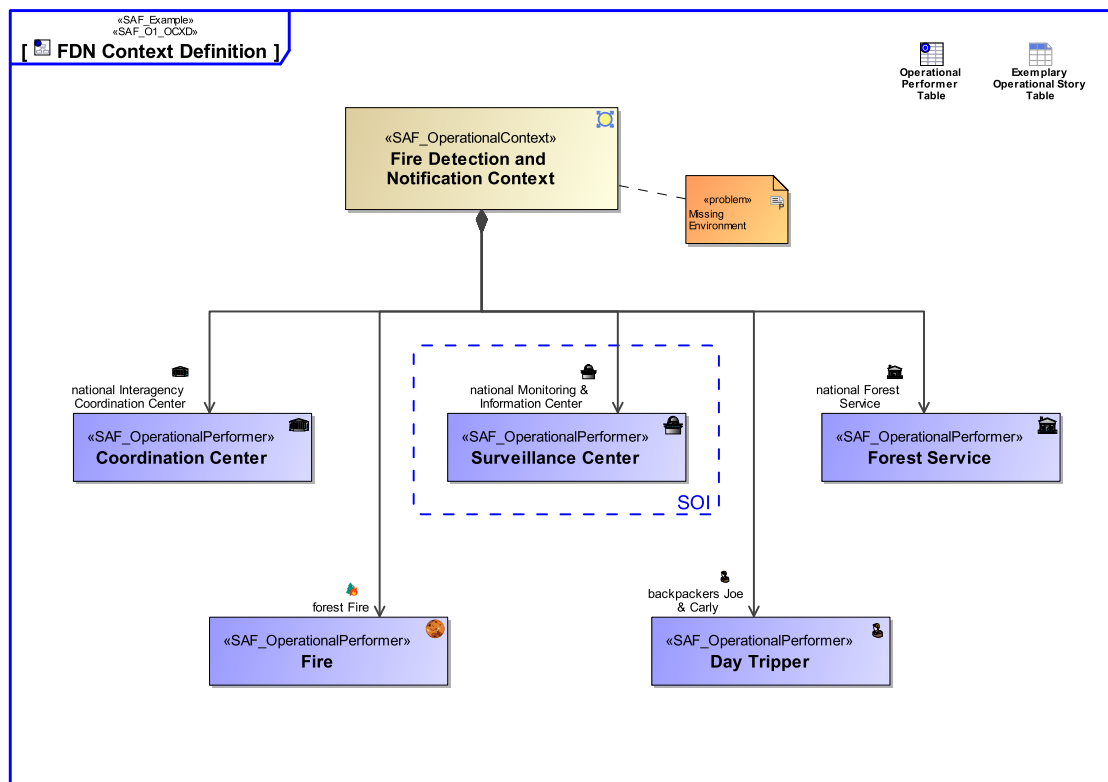 «SAF_Example»
«SAF_O1_OCXD»
[ FDN Context Definition ]
Operational
Performer
Table
Exemplary
Operational Story
Table
«SAF_OperationalContext»
Fire Detection and
Notification Context
«problem»
Missing
Environment
national Interagency
Coordination Center
«SAF_OperationalPerformer»
Coordination Center
national Monitoring &
Information Center
«SAF_OperationalPerformer»
Surveillance Center
SOI
national Forest
Service
«SAF_OperationalPerformer»
Forest Service
forest Fire
«SAF_OperationalPerformer»
Fire
backpackers Joe
& Carly
«SAF_OperationalPerformer»
Day Tripper